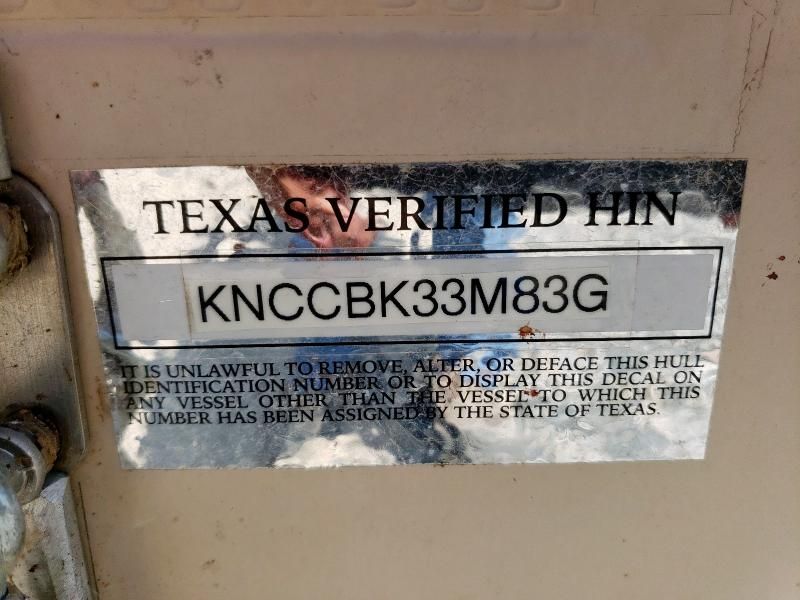 TEXAS VERIFIED HIN
KNCCBK33M83G
IT IS UNLAWFUL TO REMOVE, ALTER, OR DEFACE THIS HULL
IDENTIFICATION NUMBER OR TO DISPLAY THIS DECAL ON
ANY VESSEL OTHER THAN THE VESSEL TO WHICH THIS
NUMBER HAS BEEN ASSIGNED BY THE STATE OF TEXAS.